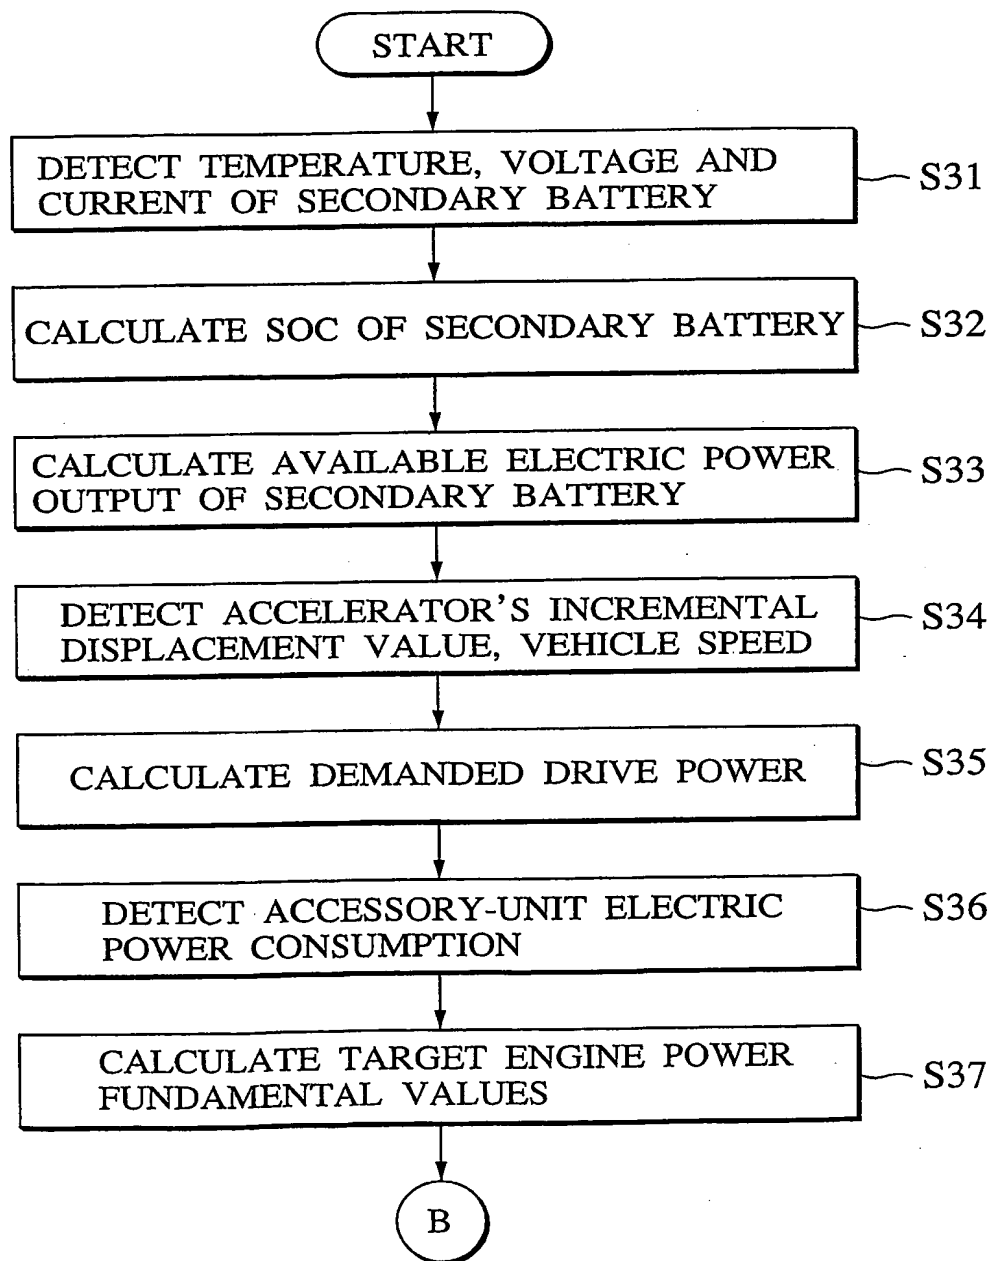 START
DETECT TEMPERATURE, VOLTAGE AND
CURRENT OF SECONDARY BATTERY
S31
CALCULATE SOC OF SECONDARY BATTERY
S32
CALCULATE AVAILABLE ELECTRIC POWER
OUTPUT OF SECONDARY BATTERY
S33
DETECT ACCELERATOR'S INCREMENTAL
DISPLACEMENT VALUE, VEHICLE SPEED
S34
CALCULATE DEMANDED DRIVE POWER
S35
DETECT ACCESSORY-UNIT ELECTRIC
POWER CONSUMPTION
S36
CALCULATE TARGET ENGINE POWER
FUNDAMENTAL VALUES
S37
B